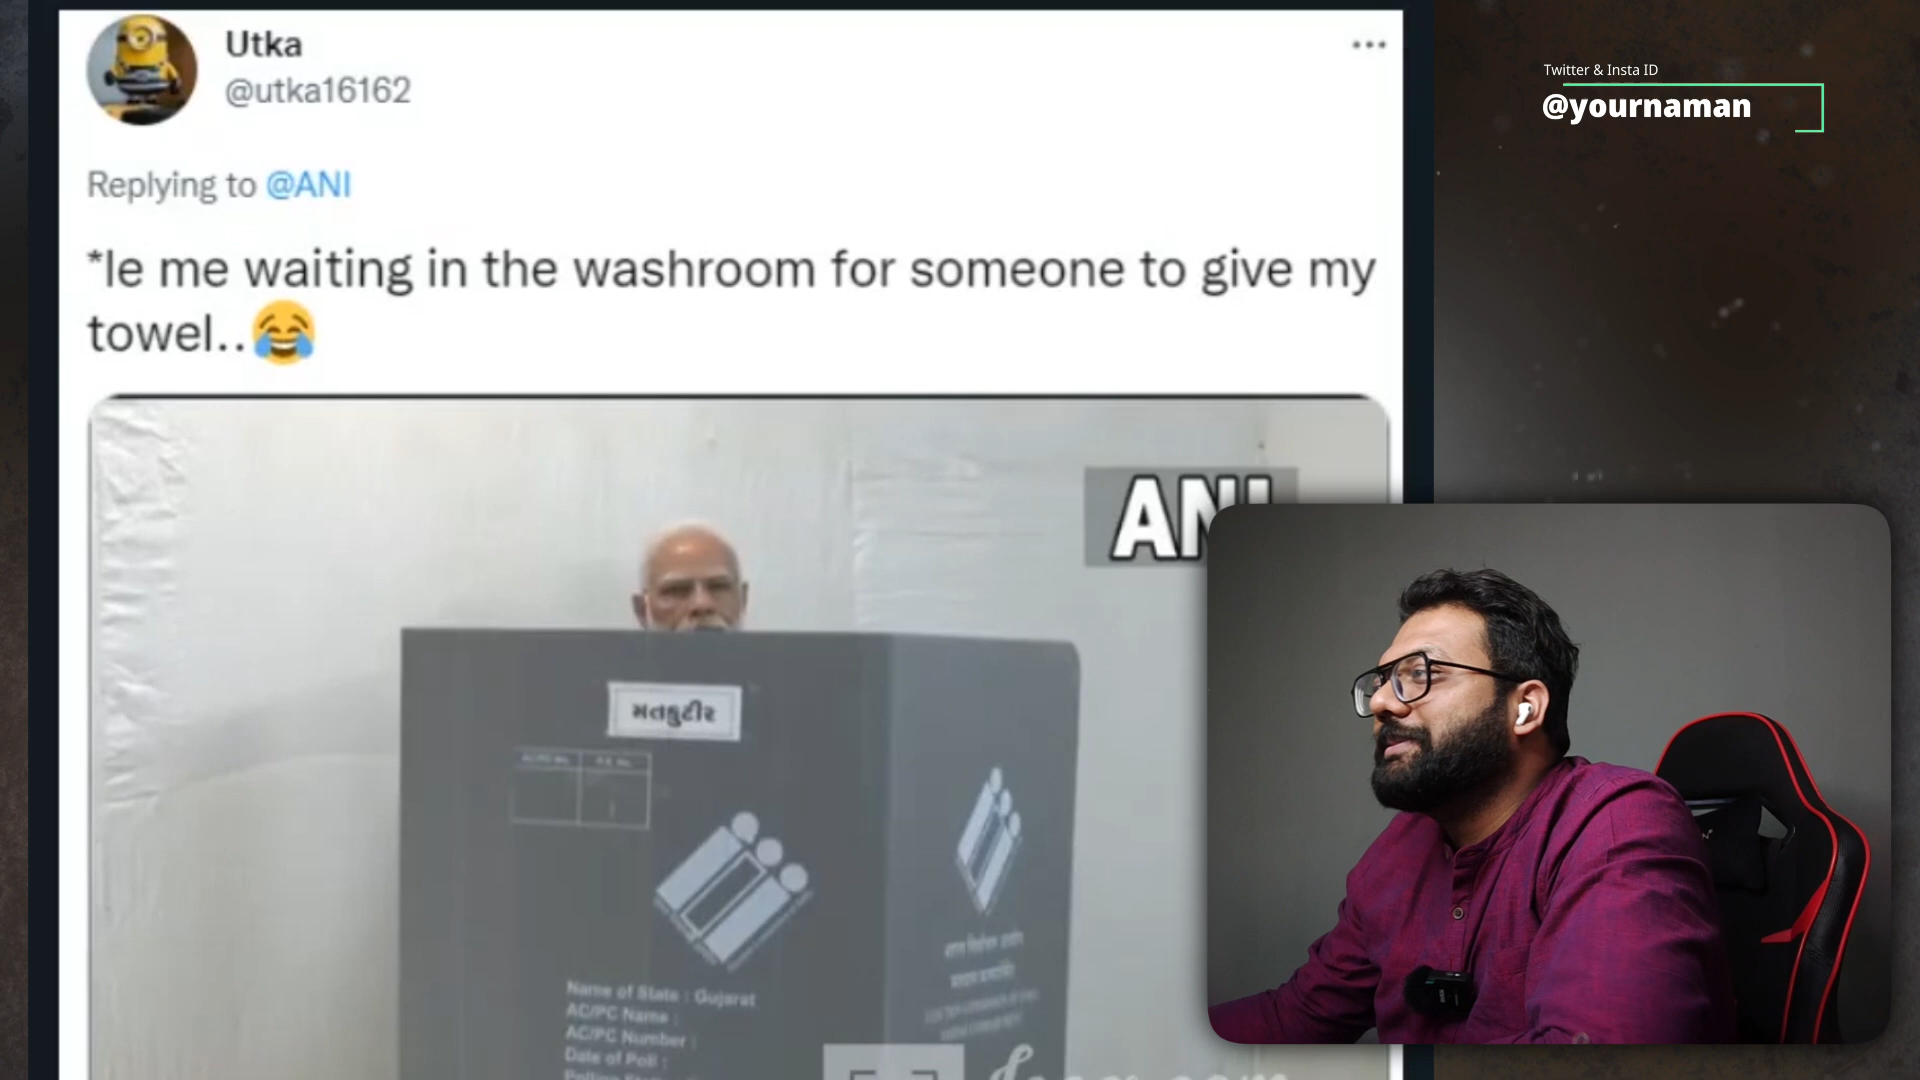 Utka
@utka16162
Replying to @ANI
*le me waiting in the washroom for someone to give my
towel..😂
Twitter & Insta ID
@yournaman
મતકુટીર
Name of State : Gujarat
AC/PC Name :
AC/PC Number :
Date of Poll :